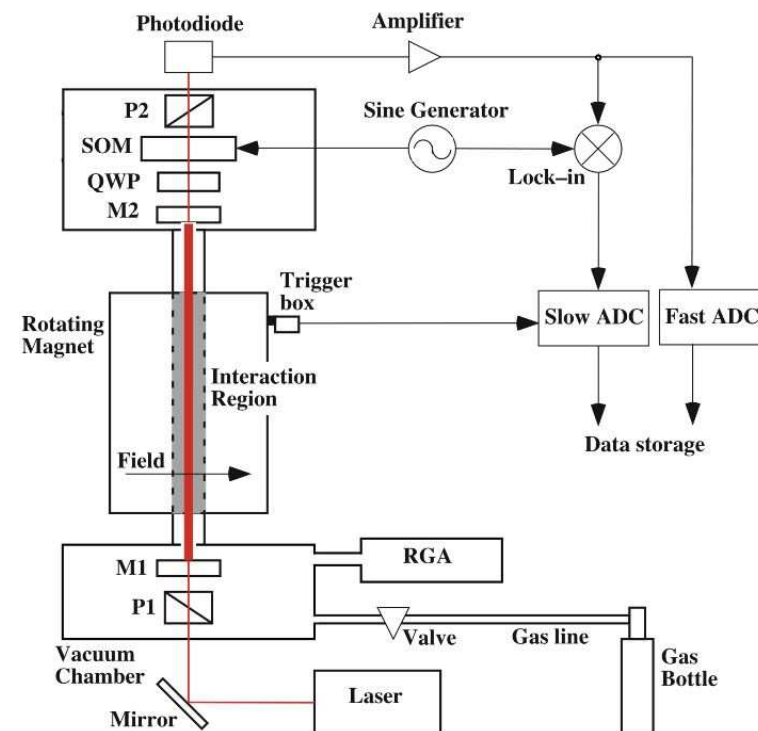 Photodiode
Amplifier
P2
Sine Generator
SOM
QWP
Lock–in
M2
Trigger
box
Rotating
Magnet
Slow ADC
Fast ADC
Interaction
Region
Data storage
Field
RGA
M1
P1
Valve
Gas line
Vacuum
Chamber
Gas
Bottle
Laser
Mirror